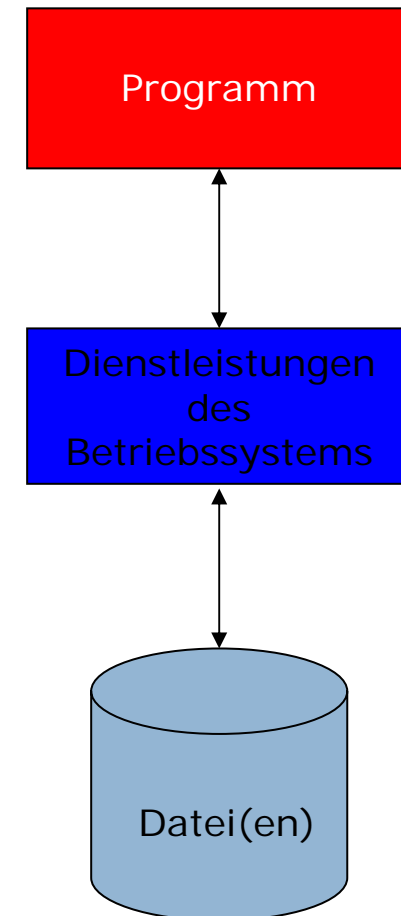 Programm
Dienstleistungen
des
Betriebssystems
Datei(en)